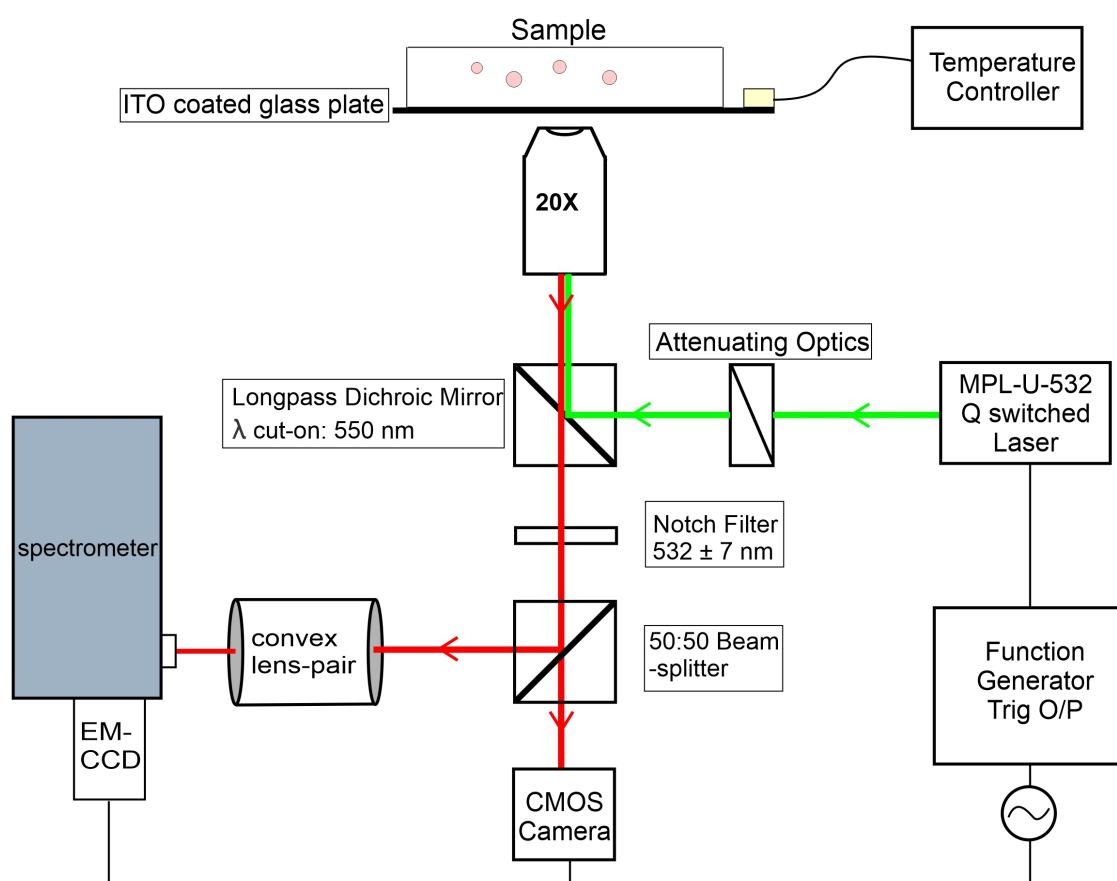 Sample
ITO coated glass plate
Temperature
Controller
20X
Attenuating Optics
Longpass Dichroic Mirror
λ cut-on: 550 nm
MPL-U-532
Q switched
Laser
spectrometer
Notch Filter
532 ± 7 nm
convex
lens-pair
50:50 Beam
-splitter
Function
Generator
Trig O/P
EM-
CCD
CMOS
Camera